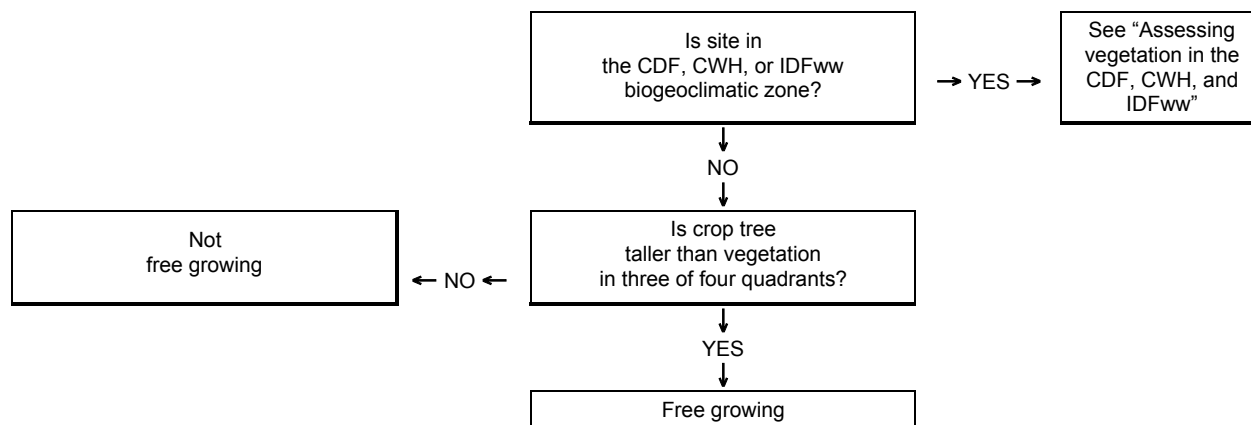 Is site in
the CDF, CWH, or IDFww
biogeoclimatic zone?
YES
See “Assessing
vegetation in the
CDF, CWH, and
IDFww”
NO
Is crop tree
taller than vegetation
in three of four quadrants?
NO
Not
free growing
YES
Free growing